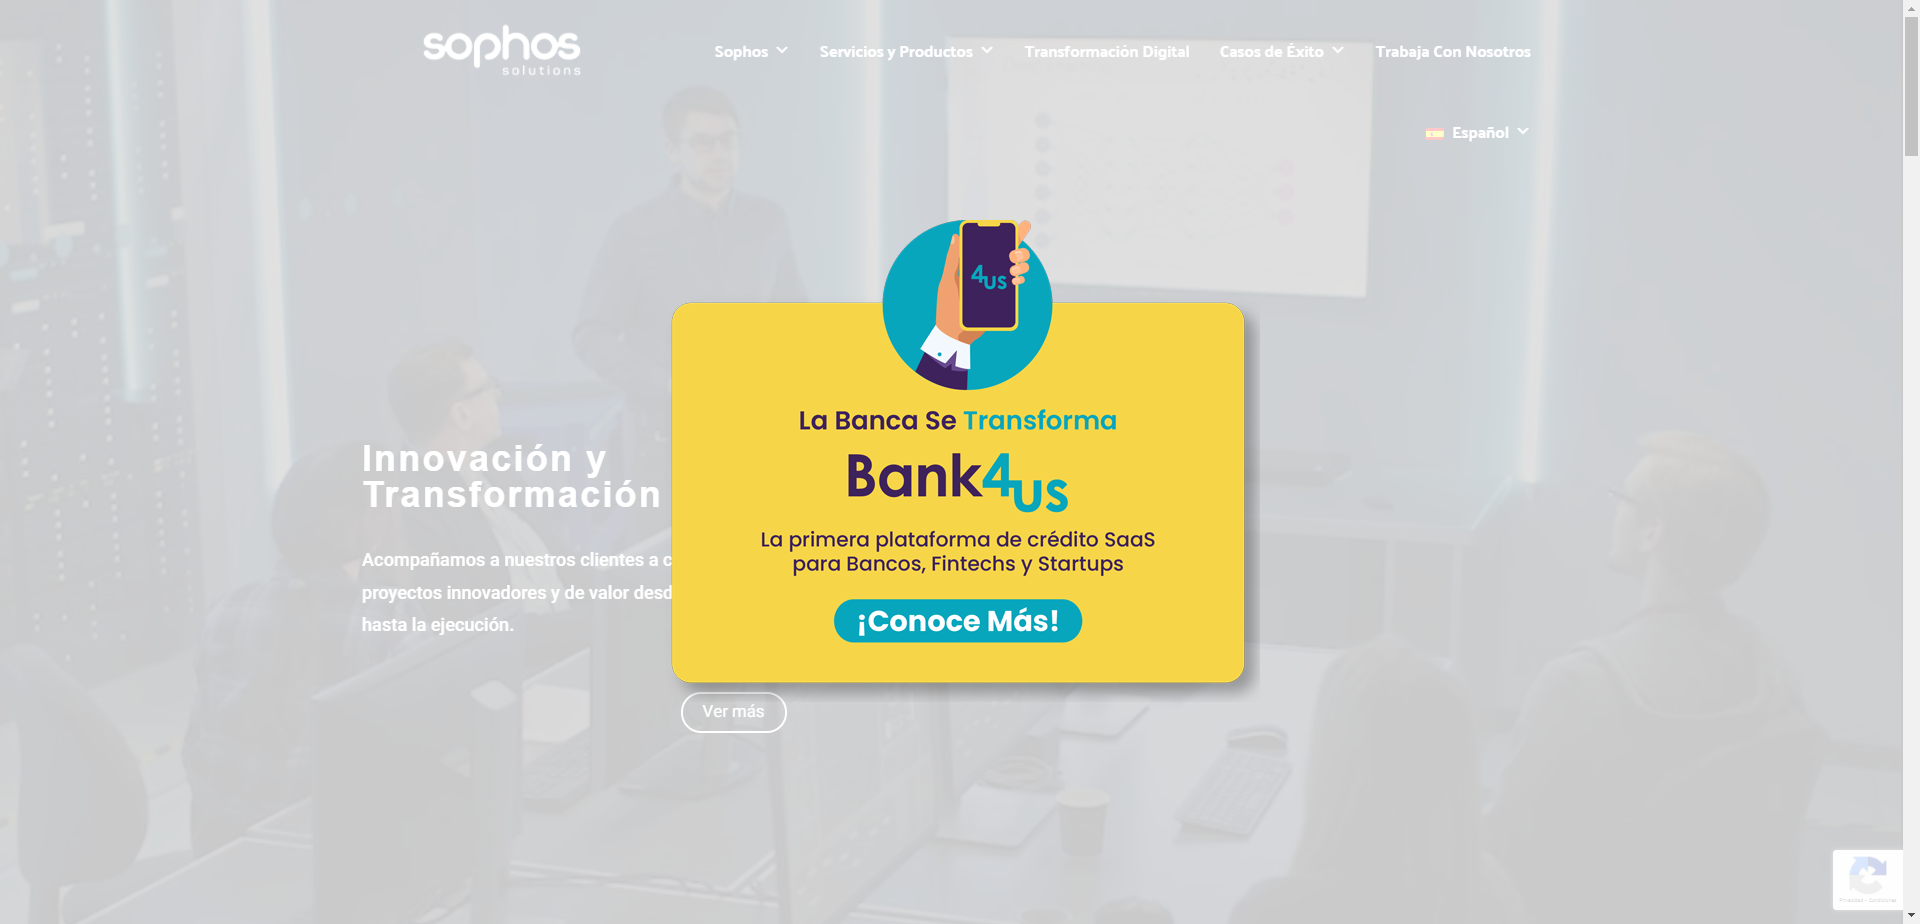 sophos
solutions
Sophos
Servicios y Productos
Transformación Digital
Casos de Éxito
Trabaja Con Nosotros
Español
4us
La Banca Se Transforma
Bank4us
La primera plataforma de crédito SaaS
para Bancos, Fintechs y Startups
¡Conoce Más!
Innovación y
Transformación
Acompañamos a nuestros clientes a c
proyectos innovadores y de valor desd
hasta la ejecución.
Ver más